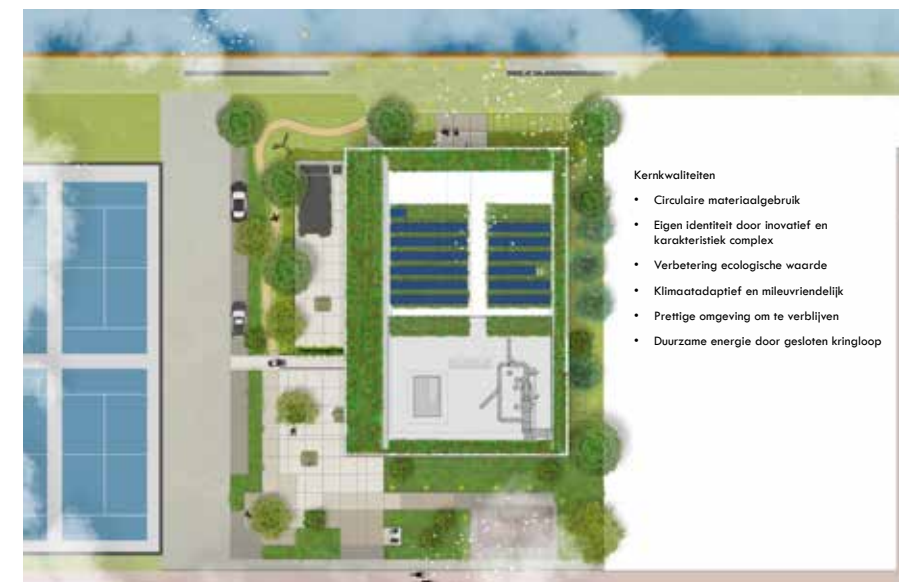 Kernkwaliteiten
• Circulaire materiaalgebruik
• Eigen identiteit door inovatief en
karakteristiek complex
• Verbetering ecologische waarde
• Klimaatadaptief en mileuvriendelijk
• Prettige omgeving om te verblijven
• Duurzame energie door gesloten kringloop